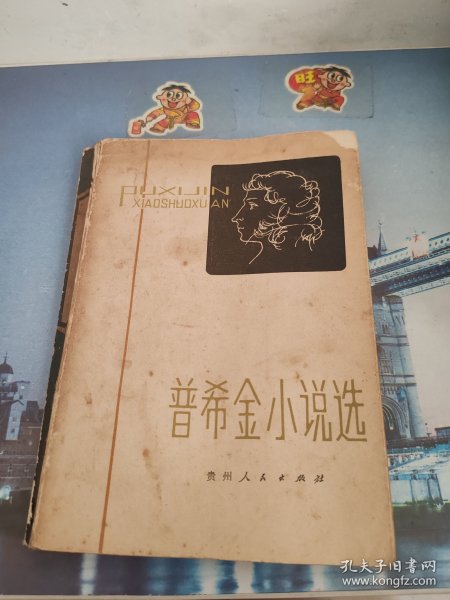 旺
PUXIJIN
XIAOSHUOXUAN
普希金小说选
贵州人民出版社
孔夫子旧书网
www.kongfz.com